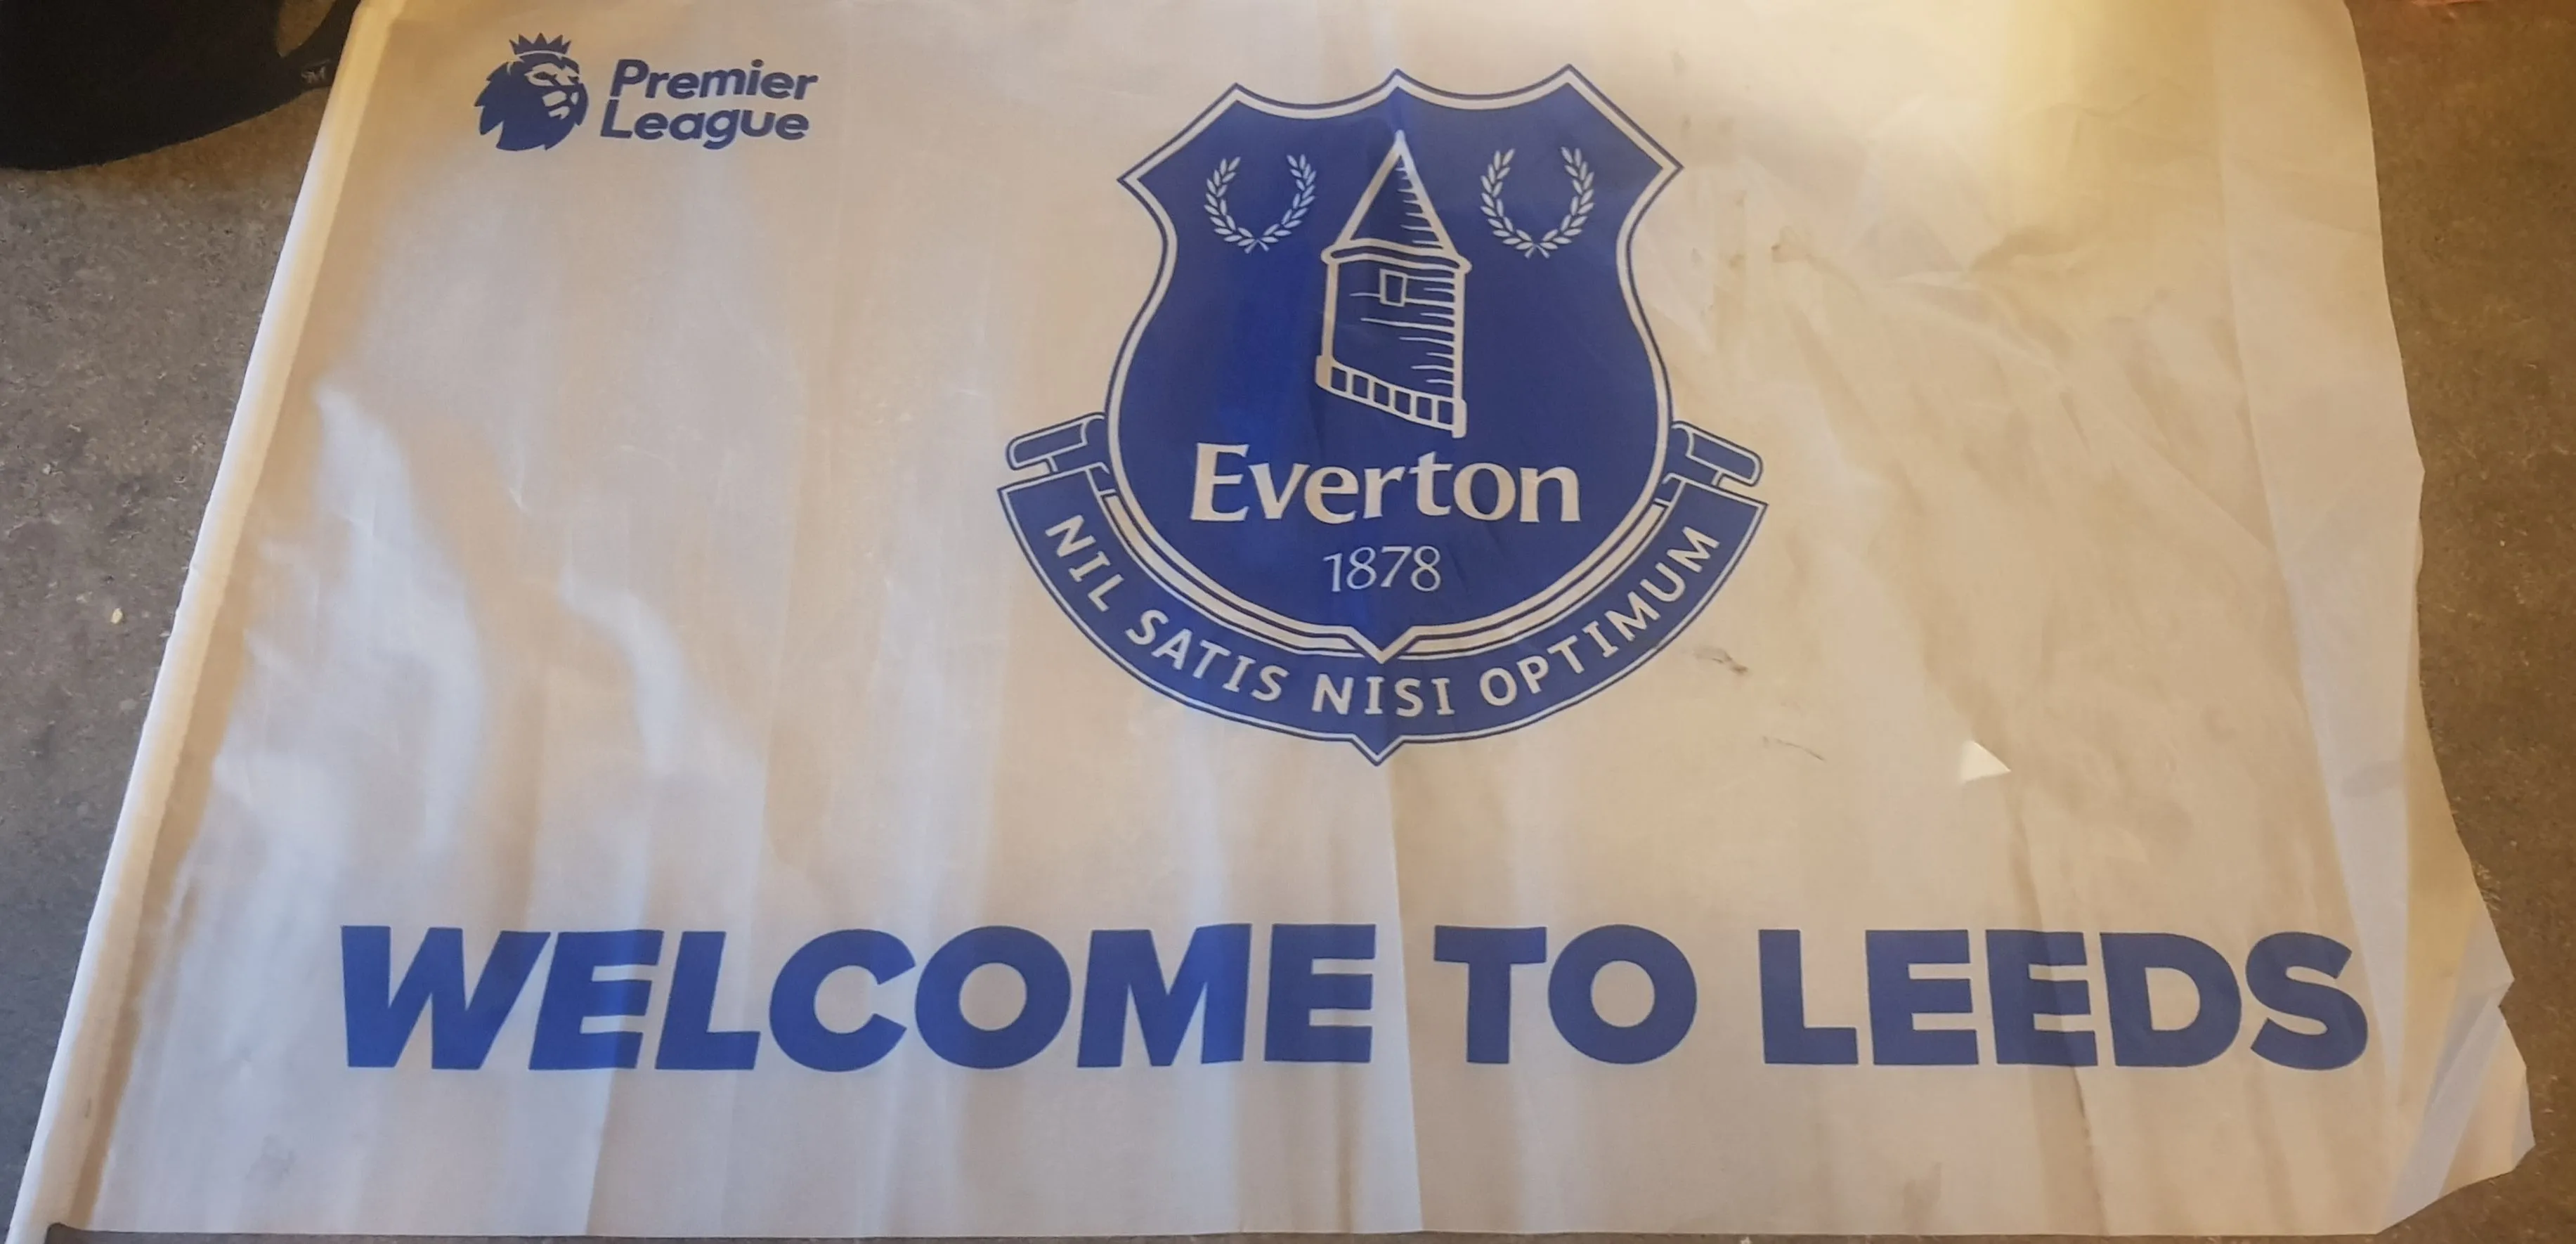 Premier
League
Everton
1878
NIL SATIS NISI OPTIMUM
WELCOME TO LEEDS